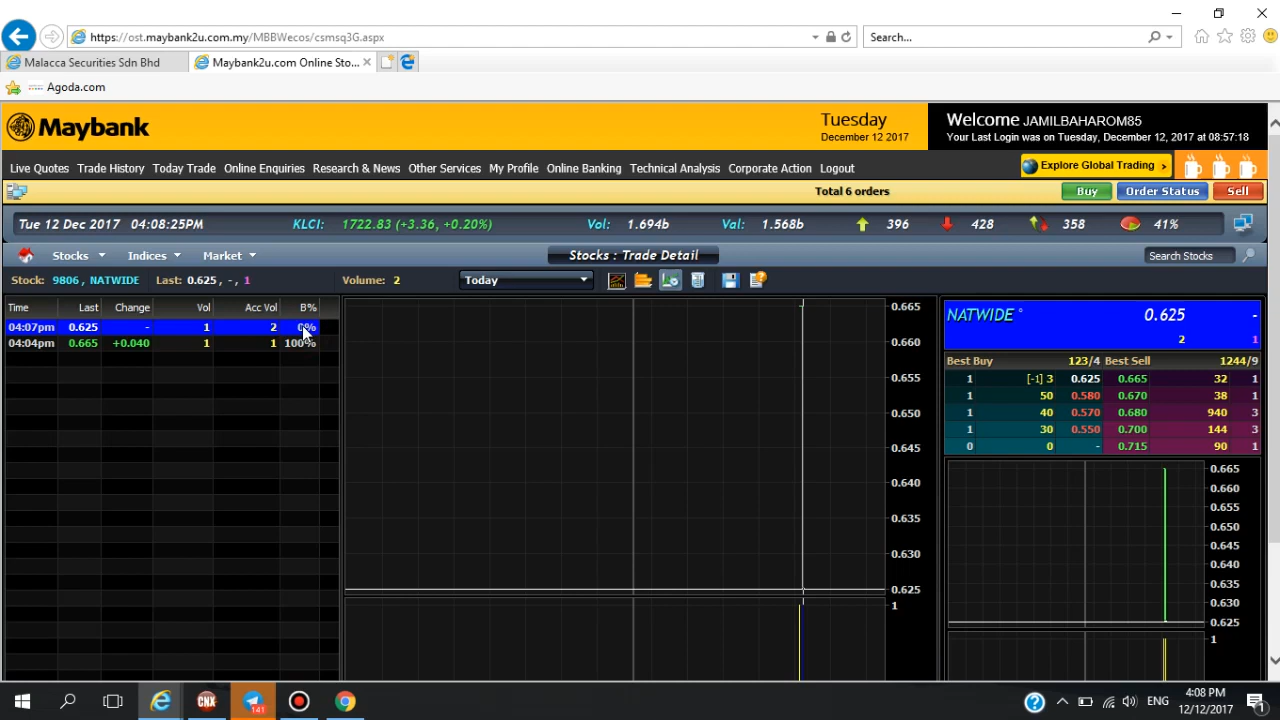 https://ost.maybank2u.com.my/MBBWecos/csmsq3G.aspx
Search...
Malacca Securities Sdn Bhd
Maybank2u.com Online Sto...
Agoda.com
Maybank
Tuesday
December 12 2017
Welcome JAMILBAHAROM85
Your Last Login was on Tuesday, December 12, 2017 at 08:57:18
Live Quotes Trade History Today Trade Online Enquiries Research & News Other Services My Profile Online Banking Technical Analysis Corporate Action Logout
Explore Global Trading >
Total 6 orders
Buy Order Status Sell
Tue 12 Dec 2017 04:08:25PM KLCI: 1722.83 (+3.36, +0.20%) Vol: 1.694b Val: 1.568b 396 428 358 41%
Stocks Indices Market Stocks : Trade Detail Search Stocks
Stock: 9806, NATWIDE Last: 0.625, -, 1 Volume: 2 Today
Time Last Change Vol Acc Vol B%
04:07pm 0.625 - 1 2 0%
04:04pm 0.665 +0.040 1 1 100%
0.665
0.660
0.655
0.650
0.645
0.640
0.635
0.630
0.625
1
NATWIDE ° 0.625 -
2 1
Best Buy 123/4 Best Sell 1244/9
1 [-1] 3 0.625 0.665 32 1
1 50 0.580 0.670 38 1
1 40 0.570 0.680 940 3
1 30 0.550 0.700 144 3
0 0 - 0.715 90 1
0.665
0.660
0.655
0.650
0.645
0.640
0.635
0.630
0.625
1
CNX
141
ENG
4:08 PM
12/12/2017
1